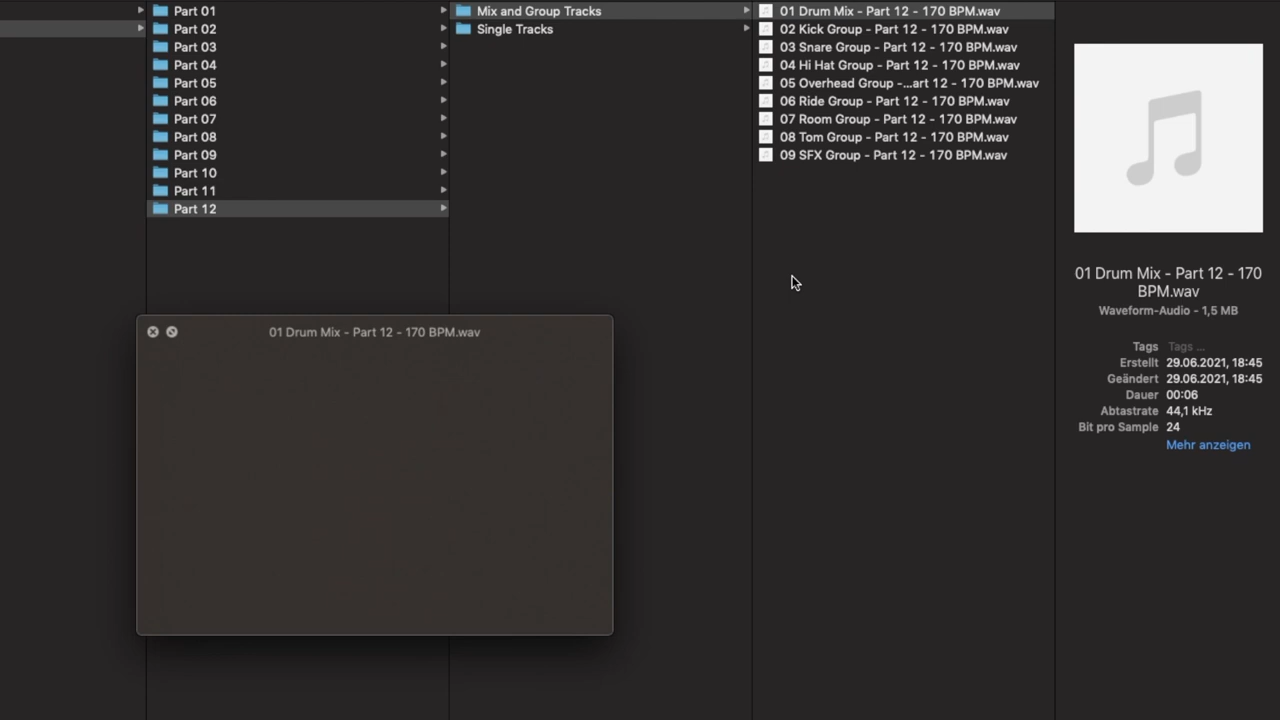 Part 01
Part 02
Part 03
Part 04
Part 05
Part 06
Part 07
Part 08
Part 09
Part 10
Part 11
Part 12
Mix and Group Tracks
Single Tracks
01 Drum Mix - Part 12 - 170 BPM.wav
02 Kick Group - Part 12 - 170 BPM.wav
03 Snare Group - Part 12 - 170 BPM.wav
04 Hi Hat Group - Part 12 - 170 BPM.wav
05 Overhead Group -...art 12 - 170 BPM.wav
06 Ride Group - Part 12 - 170 BPM.wav
07 Room Group - Part 12 - 170 BPM.wav
08 Tom Group - Part 12 - 170 BPM.wav
09 SFX Group - Part 12 - 170 BPM.wav
01 Drum Mix - Part 12 - 170
BPM.wav
Waveform-Audio - 1,5 MB
Tags Tags ...
Erstellt 29.06.2021, 18:45
Geändert 29.06.2021, 18:45
Dauer 00:06
Abtastrate 44,1 kHz
Bit pro Sample 24
Mehr anzeigen
01 Drum Mix - Part 12 - 170 BPM.wav